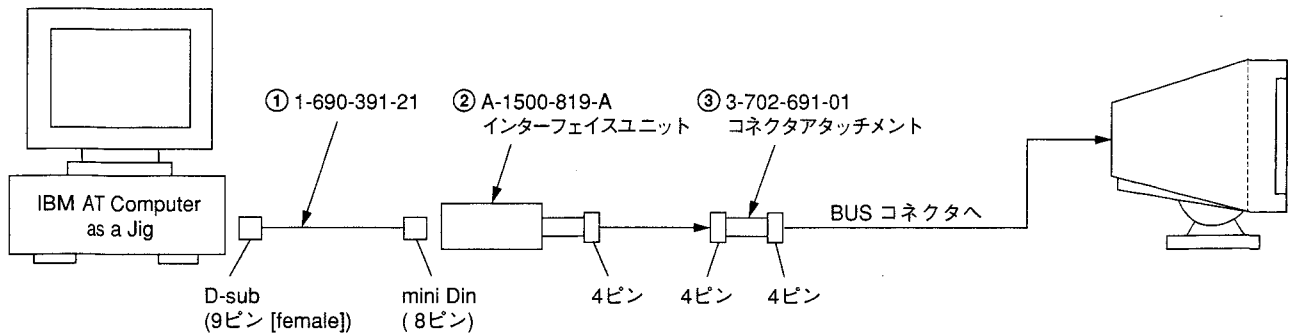 ① 1-690-391-21
② A-1500-819-A
インターフェイスユニット
③ 3-702-691-01
コネクタアタッチメント
IBM AT Computer
as a Jig
BUS コネクタへ
D-sub
(9ピン [female])
mini Din
( 8ピン)
4ピン
4ピン
4ピン